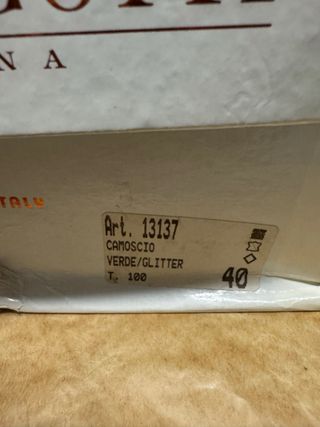 N A
ITALY
Art. 13137
CAMOSCIO
VERDE/GLITTER
T. 100
40